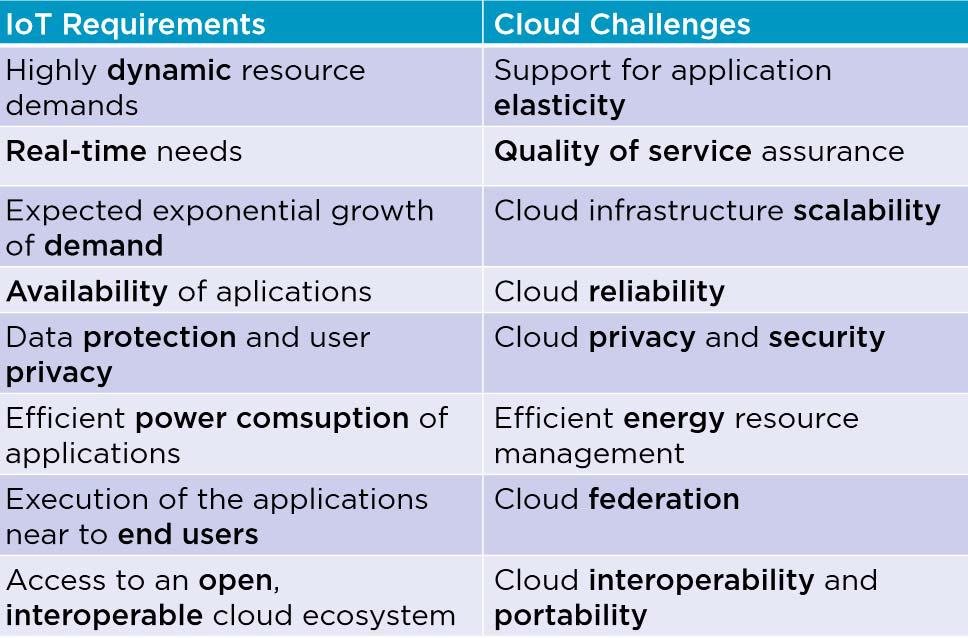 IoT Requirements
Cloud Challenges
Highly dynamic resource
demands
Support for application
elasticity
Real-time needs
Quality of service assurance
Expected exponential growth
of demand
Cloud infrastructure scalability
Availability of aplications
Cloud reliability
Data protection and user
privacy
Cloud privacy and security
Efficient power comsuption of
applications
Efficient energy resource
management
Execution of the applications
near to end users
Cloud federation
Access to an open,
interoperable cloud ecosystem
Cloud interoperability and
portability